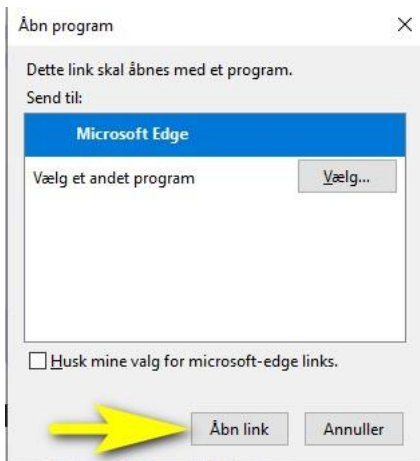 Åbn program
Dette link skal åbnes med et program.
Send til:
Microsoft Edge
Vælg et andet program
Vælg...
Husk mine valg for microsoft-edge links.
Åbn link
Annuller